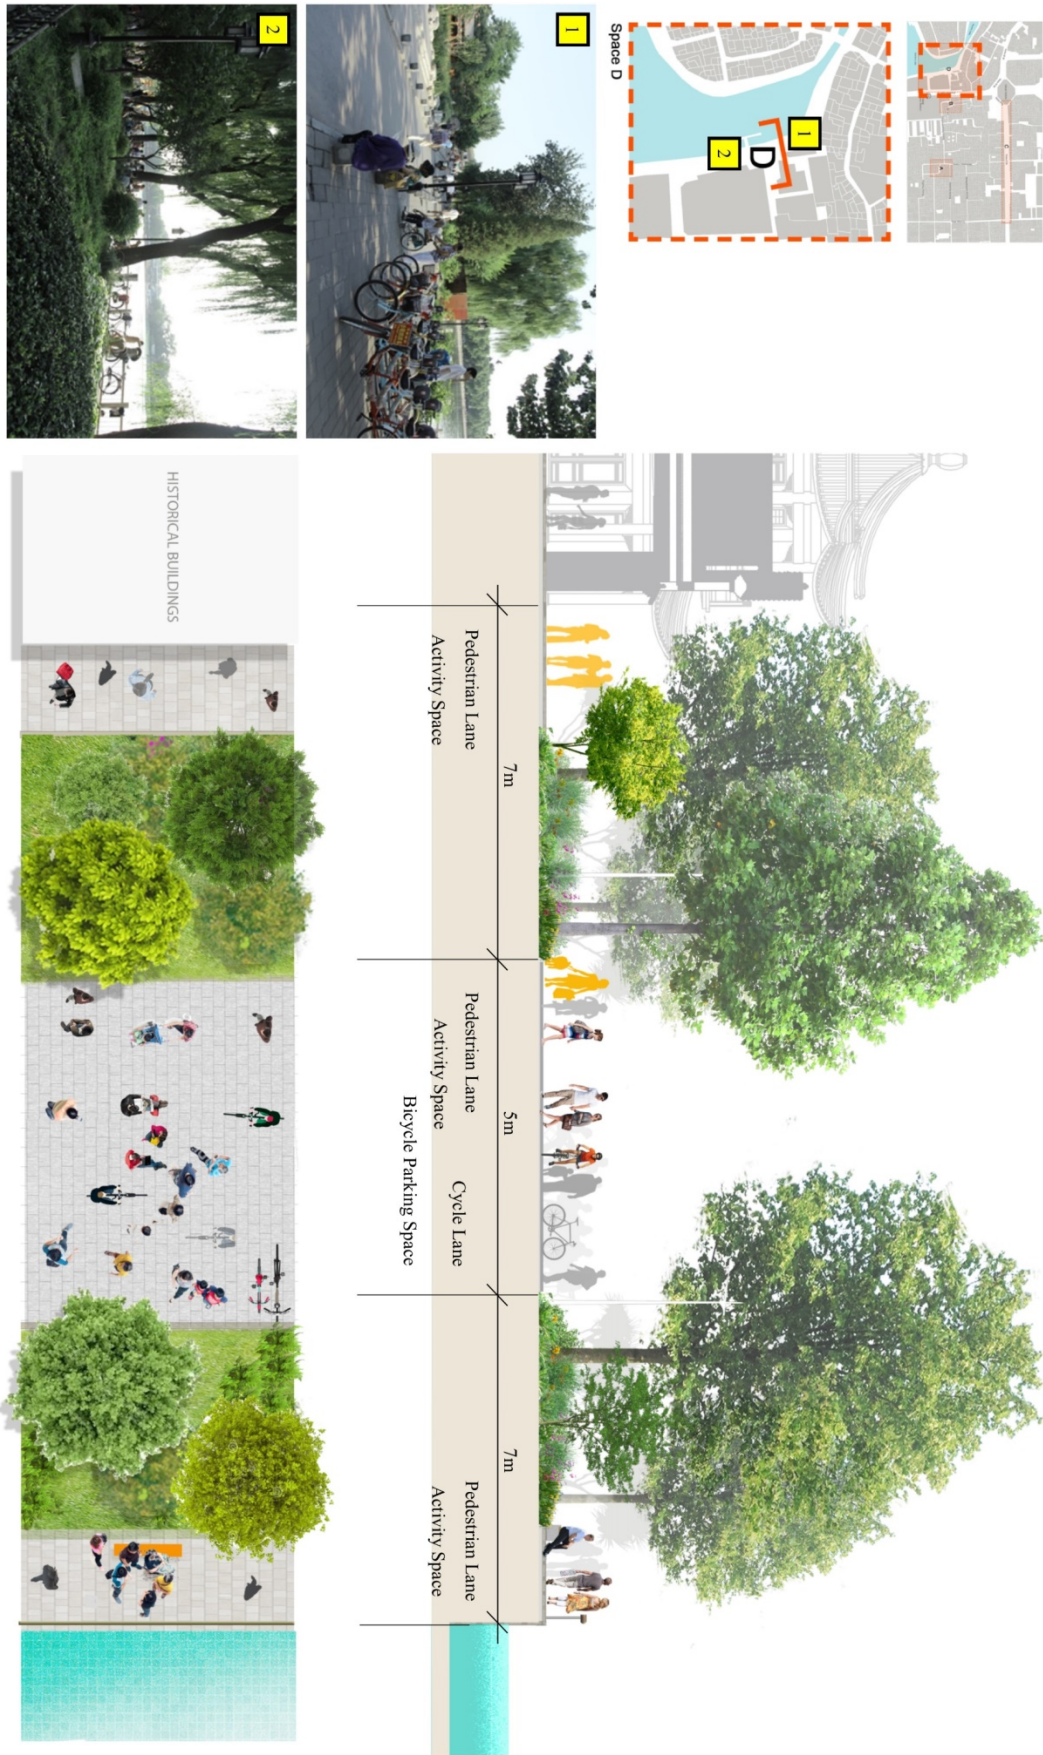 Space D
D
1
2
1
2
7m
5m
7m
Pedestrian Lane
Activity Space
Pedestrian Lane
Activity Space
Cycle Lane
Bicycle Parking Space
Pedestrian Lane
Activity Space
HISTORICAL BUILDINGS